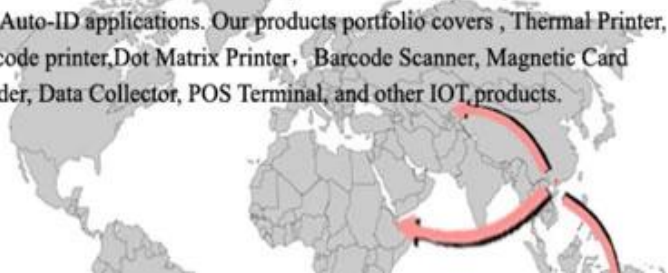 Auto-ID applications. Our products portfolio covers , Thermal Printer,
code printer,Dot Matrix Printer， Barcode Scanner, Magnetic Card
der, Data Collector, POS Terminal, and other IOT products.